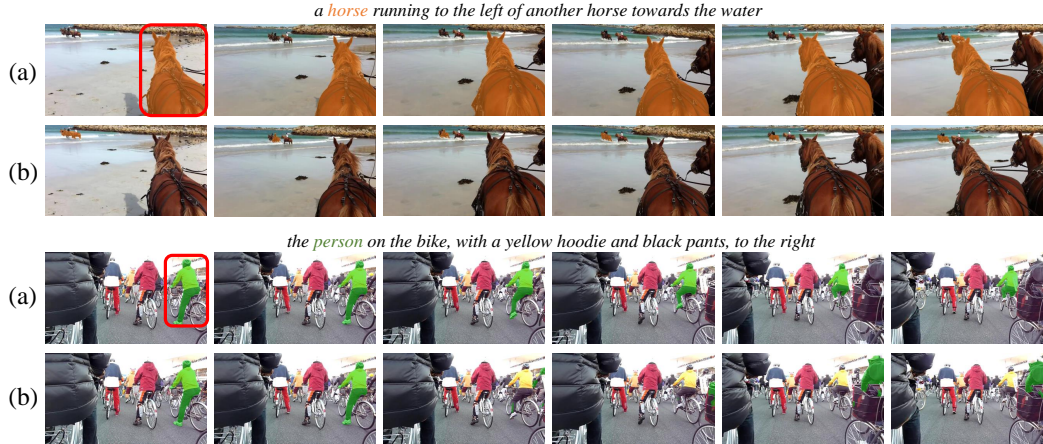 a horse running to the left of another horse towards the water
(a)
(b)
the person on the bike, with a yellow hoodie and black pants, to the right
(a)
(b)